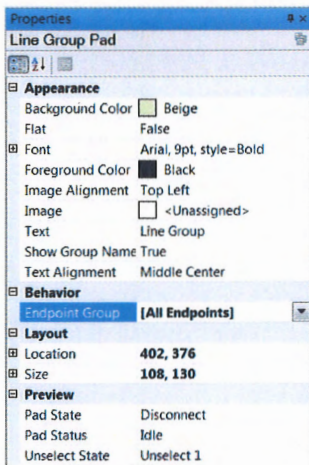 Properties
Line Group Pad
Appearance
Background Color Beige
Flat False
Font Arial, 9pt, style=Bold
Foreground Color Black
Image Alignment Top Left
Image <Unassigned>
Text Line Group
Show Group Name True
Text Alignment Middle Center
Behavior
Endpoint Group [All Endpoints]
Layout
Location 402, 376
Size 108, 130
Preview
Pad State Disconnect
Pad Status Idle
Unselect State Unselect 1